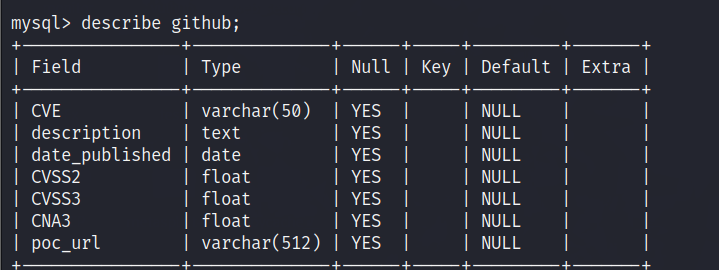 mysql> describe github;
+----------------+--------------+------+-----+---------+-------+
| Field          | Type         | Null | Key | Default | Extra |
+----------------+--------------+------+-----+---------+-------+
| CVE            | varchar(50)  | YES  |     | NULL    |       |
| description    | text         | YES  |     | NULL    |       |
| date_published | date         | YES  |     | NULL    |       |
| CVSS2          | float        | YES  |     | NULL    |       |
| CVSS3          | float        | YES  |     | NULL    |       |
| CNA3           | float        | YES  |     | NULL    |       |
| poc_url        | varchar(512) | YES  |     | NULL    |       |
+----------------+--------------+------+-----+---------+-------+